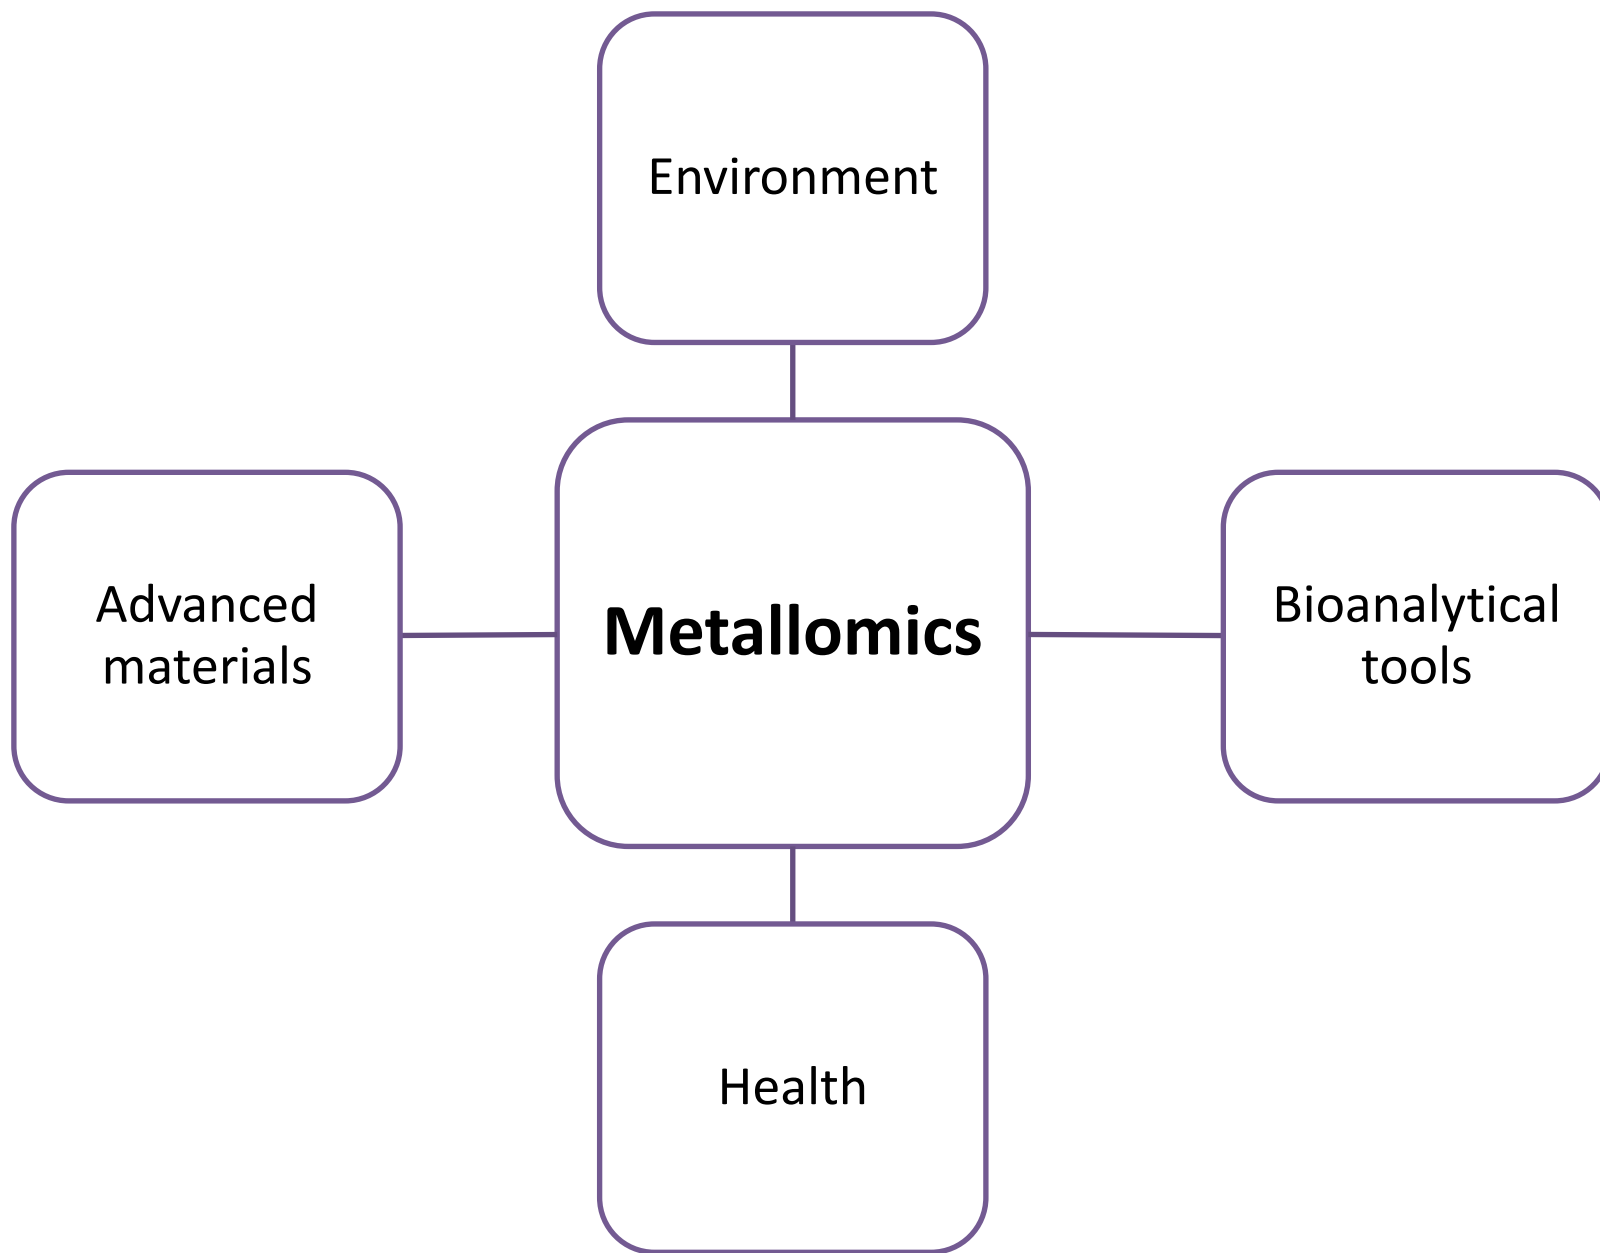 Environment
Advanced
materials
Metallomics
Bioanalytical
tools
Health